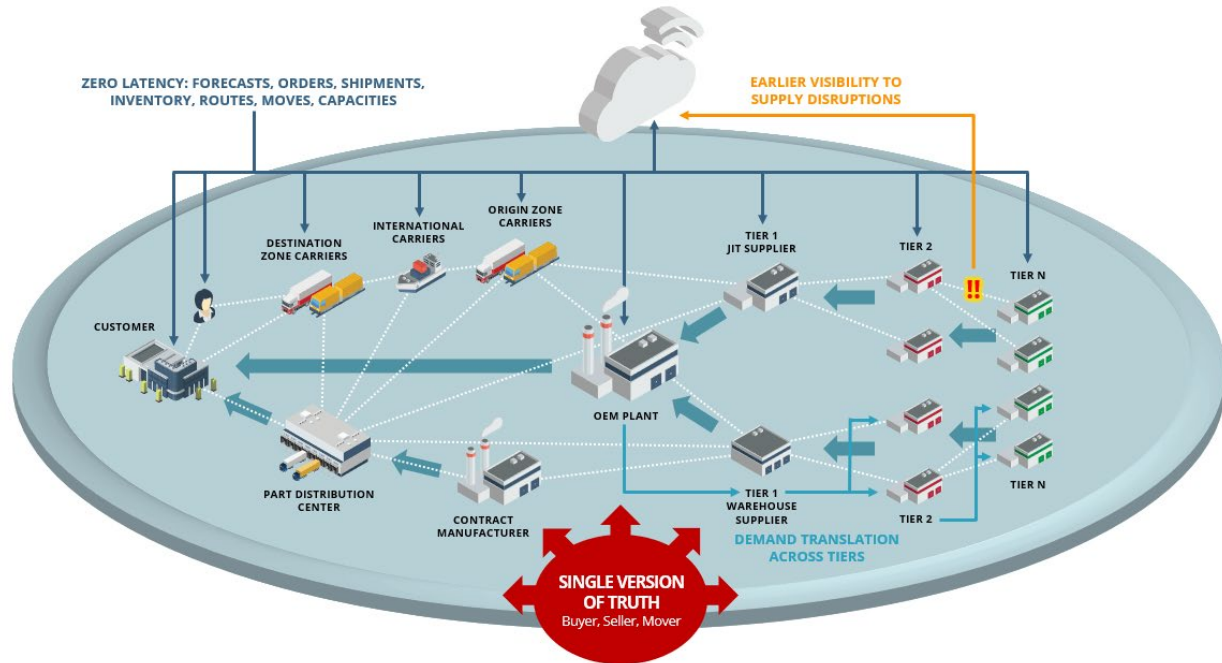 ZERO LATENCY: FORECASTS, ORDERS, SHIPMENTS,
INVENTORY, ROUTES, MOVES, CAPACITIES
EARLIER VISIBILITY TO
SUPPLY DISRUPTIONS
DESTINATION
ZONE CARRIERS
INTERNATIONAL
CARRIERS
ORIGIN ZONE
CARRIERS
TIER 1
JIT SUPPLIER
TIER 2
TIER N
!!
CUSTOMER
OEM PLANT
PART DISTRIBUTION
CENTER
CONTRACT
MANUFACTURER
TIER 1
WAREHOUSE
SUPPLIER
TIER 2
TIER N
DEMAND TRANSLATION
ACROSS TIERS
SINGLE VERSION
OF TRUTH
Buyer, Seller, Mover